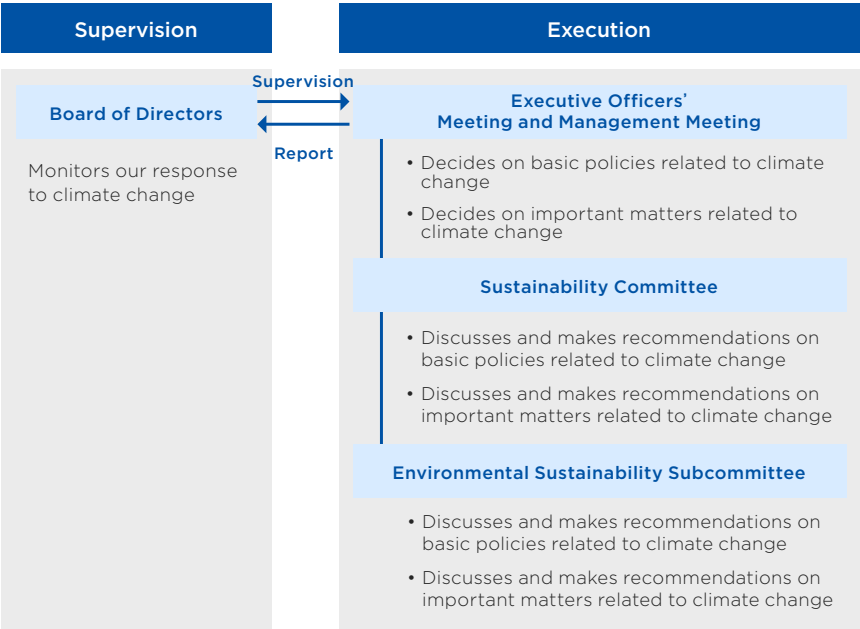 Supervision
Execution
Supervision
Report
Board of Directors
Monitors our response
to climate change
Executive Officers'
Meeting and Management Meeting
• Decides on basic policies related to climate
change
• Decides on important matters related to
climate change
Sustainability Committee
• Discusses and makes recommendations on
basic policies related to climate change
• Discusses and makes recommendations on
important matters related to climate change
Environmental Sustainability Subcommittee
• Discusses and makes recommendations on
basic policies related to climate change
• Discusses and makes recommendations on
important matters related to climate change